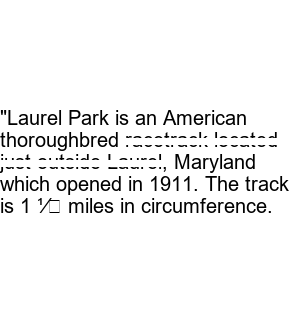 "Laurel Park is an American
thoroughbred racetrack located
just outside Laurel, Maryland
which opened in 1911. The track
is 1 ¹⁄□ miles in circumference.